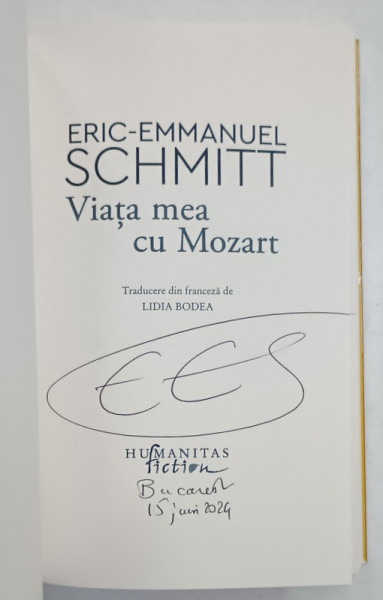 ERIC-EMMANUEL
SCHMITT
Viața mea
cu Mozart
Traducere din franceză de
LIDIA BODEA
EES
HUMANITAS
fiction
Bucarest
15 juin 2024